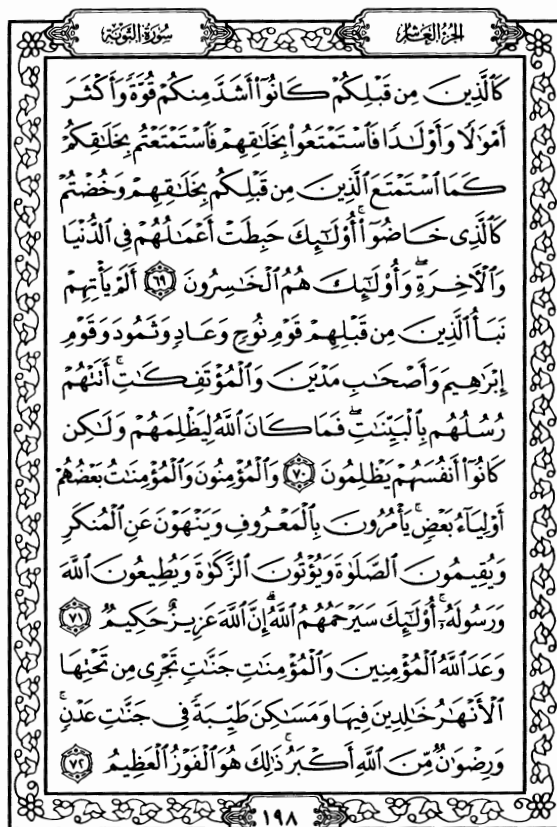 الجزء العاشر
سورة التوبة
كَالَّذِينَ مِن قَبْلِكُمْ كَانُوٓا۟ أَشَدَّ مِنكُمْ قُوَّةً وَأَكْثَرَ
أَمْوَٰلًا وَأَوْلَٰدًا فَٱسْتَمْتَعُوا۟ بِخَلَٰقِهِمْ فَٱسْتَمْتَعْتُم بِخَلَٰقِكُمْ
كَمَا ٱسْتَمْتَعَ ٱلَّذِينَ مِن قَبْلِكُم بِخَلَٰقِهِمْ وَخُضْتُمْ
كَٱلَّذِى خَاضُوٓا۟ ۚ أُو۟لَٰٓئِكَ حَبِطَتْ أَعْمَٰلُهُمْ فِى ٱلدُّنْيَا
وَٱلْءَاخِرَةِ ۖ وَأُو۟لَٰٓئِكَ هُمُ ٱلْخَٰسِرُونَ ٦٩ أَلَمْ يَأْتِهِمْ
نَبَأُ ٱلَّذِينَ مِن قَبْلِهِمْ قَوْمِ نُوحٍ وَعَادٍ وَثَمُودَ وَقَوْمِ
إِبْرَٰهِيمَ وَأَصْحَٰبِ مَدْيَنَ وَٱلْمُؤْتَفِكَٰتِ ۚ أَتَتْهُمْ
رُسُلُهُم بِٱلْبَيِّنَٰتِ ۖ فَمَا كَانَ ٱللَّهُ لِيَظْلِمَهُمْ وَلَٰكِن
كَانُوٓا۟ أَنفُسَهُمْ يَظْلِمُونَ ٧٠ وَٱلْمُؤْمِنُونَ وَٱلْمُؤْمِنَٰتُ بَعْضُهُمْ
أَوْلِيَآءُ بَعْضٍ ۚ يَأْمُرُونَ بِٱلْمَعْرُوفِ وَيَنْهَوْنَ عَنِ ٱلْمُنكَرِ
وَيُقِيمُونَ ٱلصَّلَوٰةَ وَيُؤْتُونَ ٱلزَّكَوٰةَ وَيُطِيعُونَ ٱللَّهَ
وَرَسُولَهُۥٓ ۚ أُو۟لَٰٓئِكَ سَيَرْحَمُهُمُ ٱللَّهُ ۗ إِنَّ ٱللَّهَ عَزِيزٌ حَكِيمٌ ٧١
وَعَدَ ٱللَّهُ ٱلْمُؤْمِنِينَ وَٱلْمُؤْمِنَٰتِ جَنَّٰتٍ تَجْرِى مِن تَحْتِهَا
ٱلْأَنْهَٰرُ خَٰلِدِينَ فِيهَا وَمَسَٰكِنَ طَيِّبَةً فِى جَنَّٰتِ عَدْنٍ ۚ
وَرِضْوَٰنٌ مِّنَ ٱللَّهِ أَكْبَرُ ۚ ذَٰلِكَ هُوَ ٱلْفَوْزُ ٱلْعَظِيمُ ٧٢
١٩٨